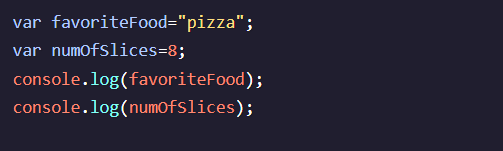 var favoriteFood="pizza";
var numOfSlices=8;
console.log(favoriteFood);
console.log(numOfSlices);